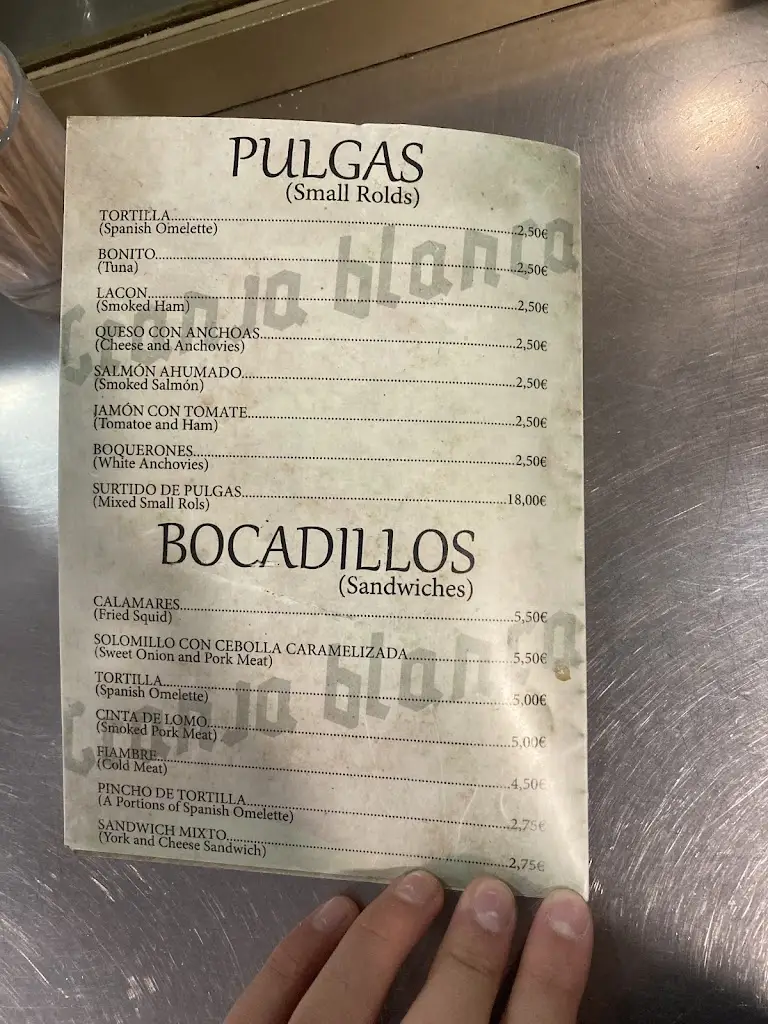 PULGAS
(Small Rolds)
TORTILLA........2,50€
(Spanish Omelette)
BONITO........2,50€
(Tuna)
LACON........2,50€
(Smoked Ham)
QUESO CON ANCHOAS........2,50€
(Cheese and Anchovies)
SALMÓN AHUMADO........2,50€
(Smoked Salmón)
JAMÓN CON TOMATE........2,50€
(Tomatoe and Ham)
BOQUERONES........2,50€
(White Anchovies)
SURTIDO DE PULGAS........18,00€
(Mixed Small Rols)
BOCADILLOS
(Sandwiches)
CALAMARES........5,50€
(Fried Squid)
SOLOMILLO CON CEBOLLA CARAMELIZADA........5,50€
(Sweet Onion and Pork Meat)
TORTILLA........5,00€
(Spanish Omelette)
CINTA DE LOMO........5,00€
(Smoked Pork Meat)
FIAMBRE........4,50€
(Cold Meat)
PINCHO DE TORTILLA........2,75€
(A Portions of Spanish Omelette)
SANDWICH MIXTO........2,75€
(York and Cheese Sandwich)